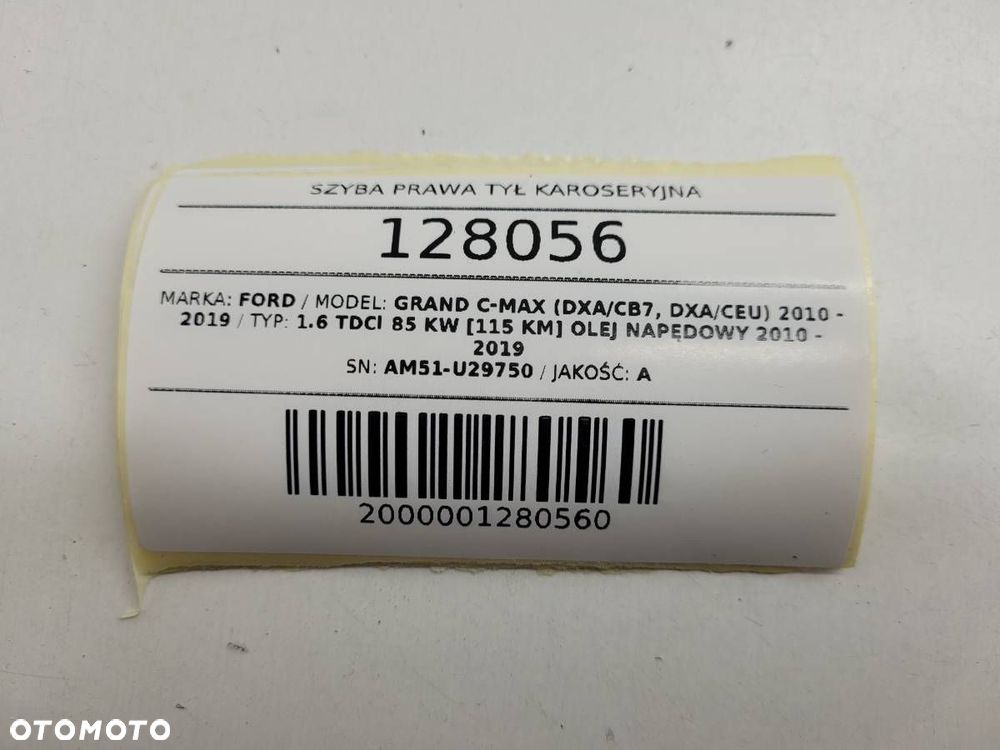 SZYBA PRAWA TYŁ KAROSERYJNA
128056
MARKA: FORD / MODEL: GRAND C-MAX (DXA/CB7, DXA/CEU) 2010 -
2019 / TYP: 1.6 TDCI 85 KW [115 KM] OLEJ NAPĘDOWY 2010 -
2019
SN: AM51-U29750 / JAKOŚĆ: A
2000001280560
OTOMOTO